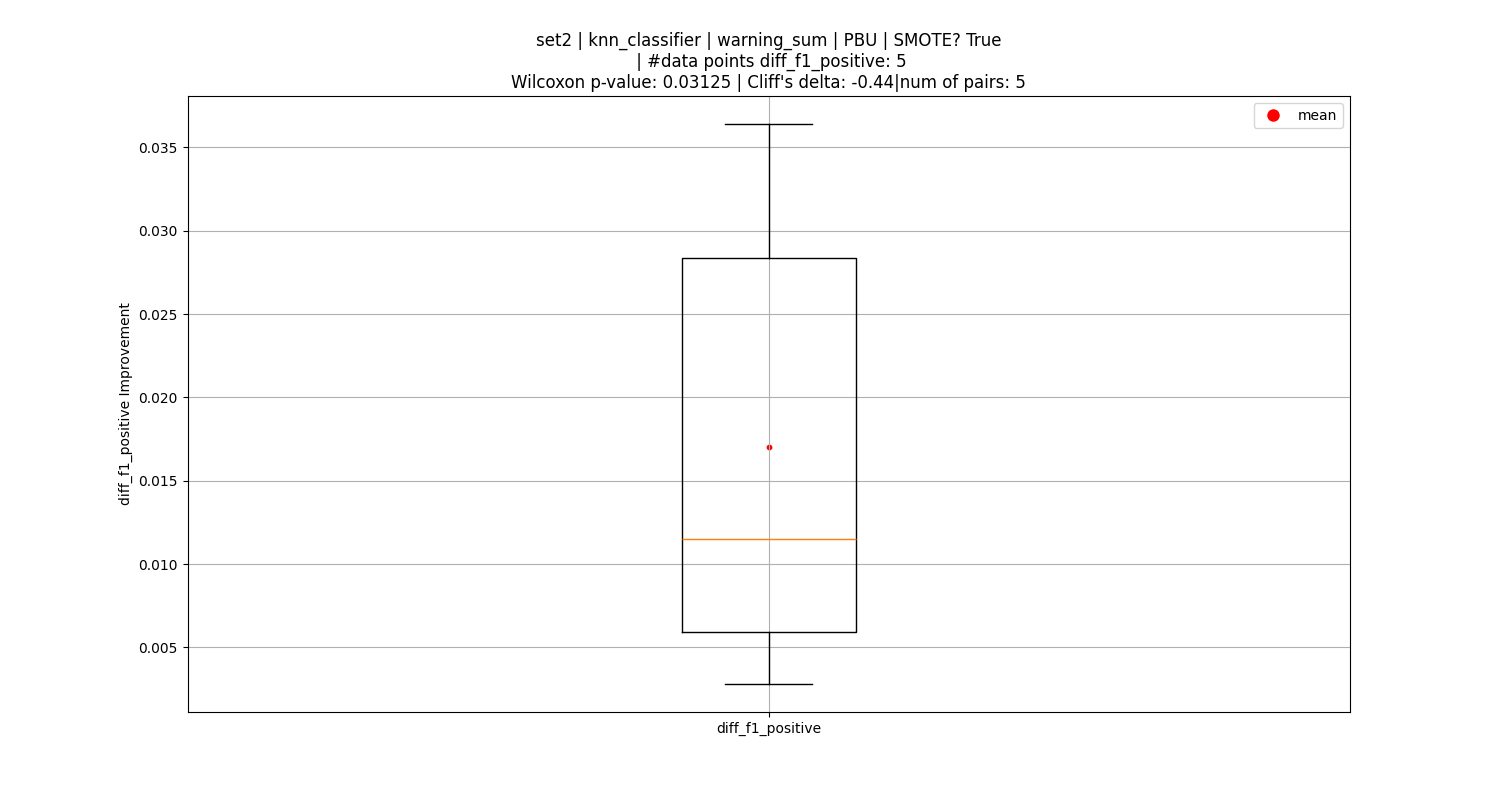 set2 | knn_classifier | warning_sum | PBU | SMOTE? True
| #data points diff_f1_positive: 5
Wilcoxon p-value: 0.03125 | Cliff's delta: -0.44|num of pairs: 5
mean
0.035
0.030
0.025
0.020
0.015
0.010
0.005
diff_f1_positive Improvement
diff_f1_positive